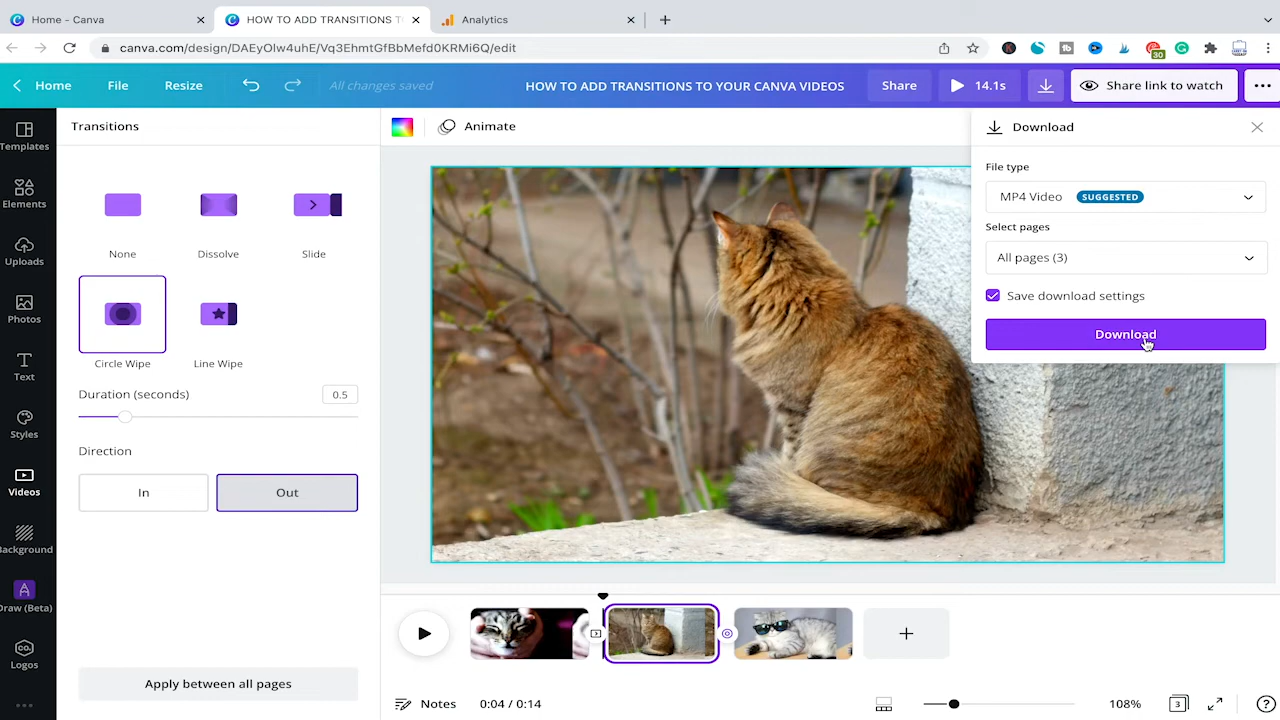 Home - Canva
HOW TO ADD TRANSITIONS T
Analytics
canva.com/design/DAEyOlw4uhE/Vq3EhmtGfBbMefd0KRMi6Q/edit
30
Home
File
Resize
All changes saved
HOW TO ADD TRANSITIONS TO YOUR CANVA VIDEOS
Share
14.1s
Share link to watch
Templates
Elements
Uploads
Photos
Text
Styles
Videos
Background
Draw (Beta)
Logos
Transitions
None
Dissolve
Slide
Circle Wipe
Line Wipe
Duration (seconds)
0.5
Direction
In
Out
Apply between all pages
Animate
Download
File type
MP4 Video SUGGESTED
Select pages
All pages (3)
Save download settings
Download
Notes
0:04 / 0:14
108%
3